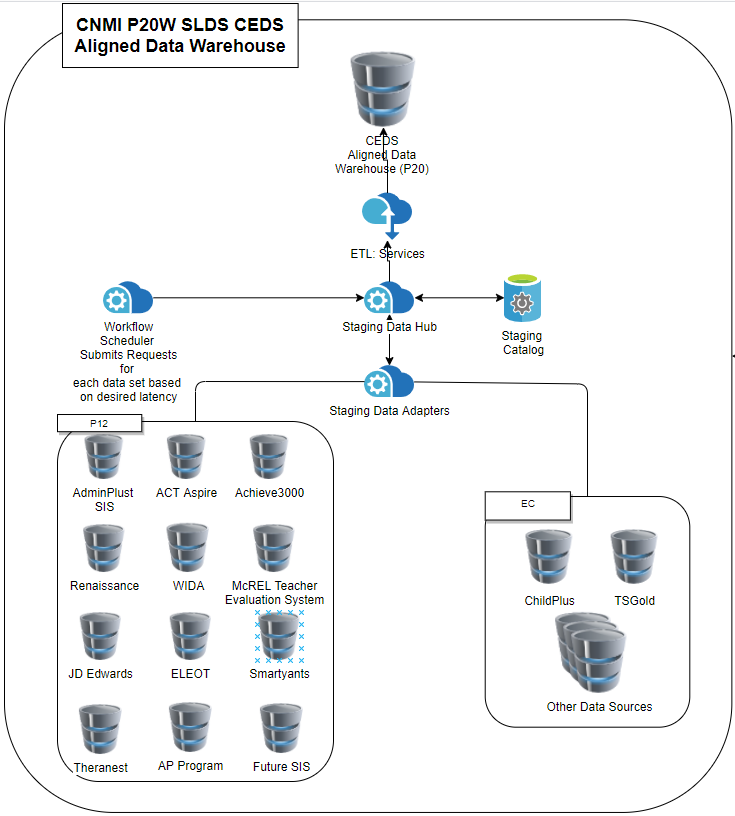 CNMI P20W SLDS CEDS
Aligned Data Warehouse
CEDS
Aligned Data
Warehouse (P20)
ETL: Services
Workflow
Scheduler
Submits Requests
for
each data set based
on desired latency
Staging Data Hub
Staging
Catalog
Staging Data Adapters
P12
AdminPlust
SIS
ACT Aspire
Achieve3000
Renaissance
WIDA
McREL Teacher
Evaluation System
JD Edwards
ELEOT
Smartyants
Theranest
AP Program
Future SIS
EC
ChildPlus
TSGold
Other Data Sources